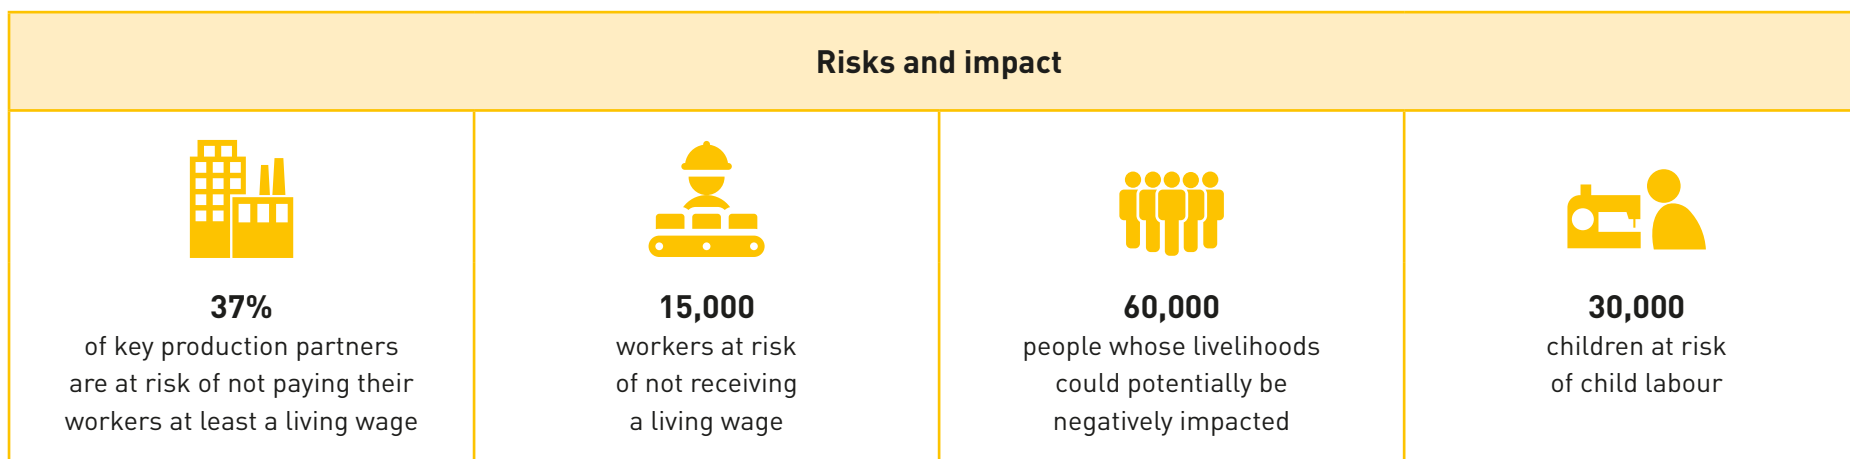 Risks and impact
37%
of key production partners
are at risk of not paying their
workers at least a living wage
15,000
workers at risk
of not receiving
a living wage
60,000
people whose livelihoods
could potentially be
negatively impacted
30,000
children at risk
of child labour